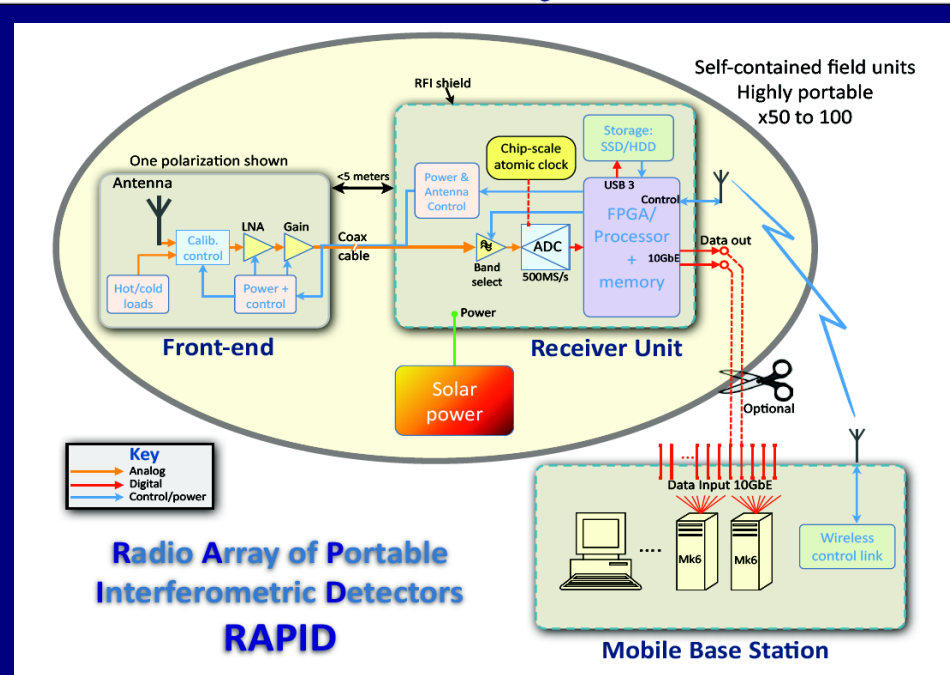 Self-contained field units
Highly portable
x50 to 100
RFI shield
One polarization shown
Antenna
<5 meters
Calib.
control
LNA
Gain
Hot/cold
loads
Power +
control
Coax
cable
Power &
Antenna
Control
Chip-scale
atomic clock
Storage:
SSD/HDD
USB 3
Control
FPGA/
Processor
+
memory
10GbE
Data out
Band
select
ADC
500MS/s
Power
Front-end
Receiver Unit
Solar
power
Optional
Key
Analog
Digital
Control/power
Data Input 10GbE
...
....
Mk6
Mk6
Wireless
control link
Mobile Base Station
Radio Array of Portable
Interferometric Detectors
RAPID